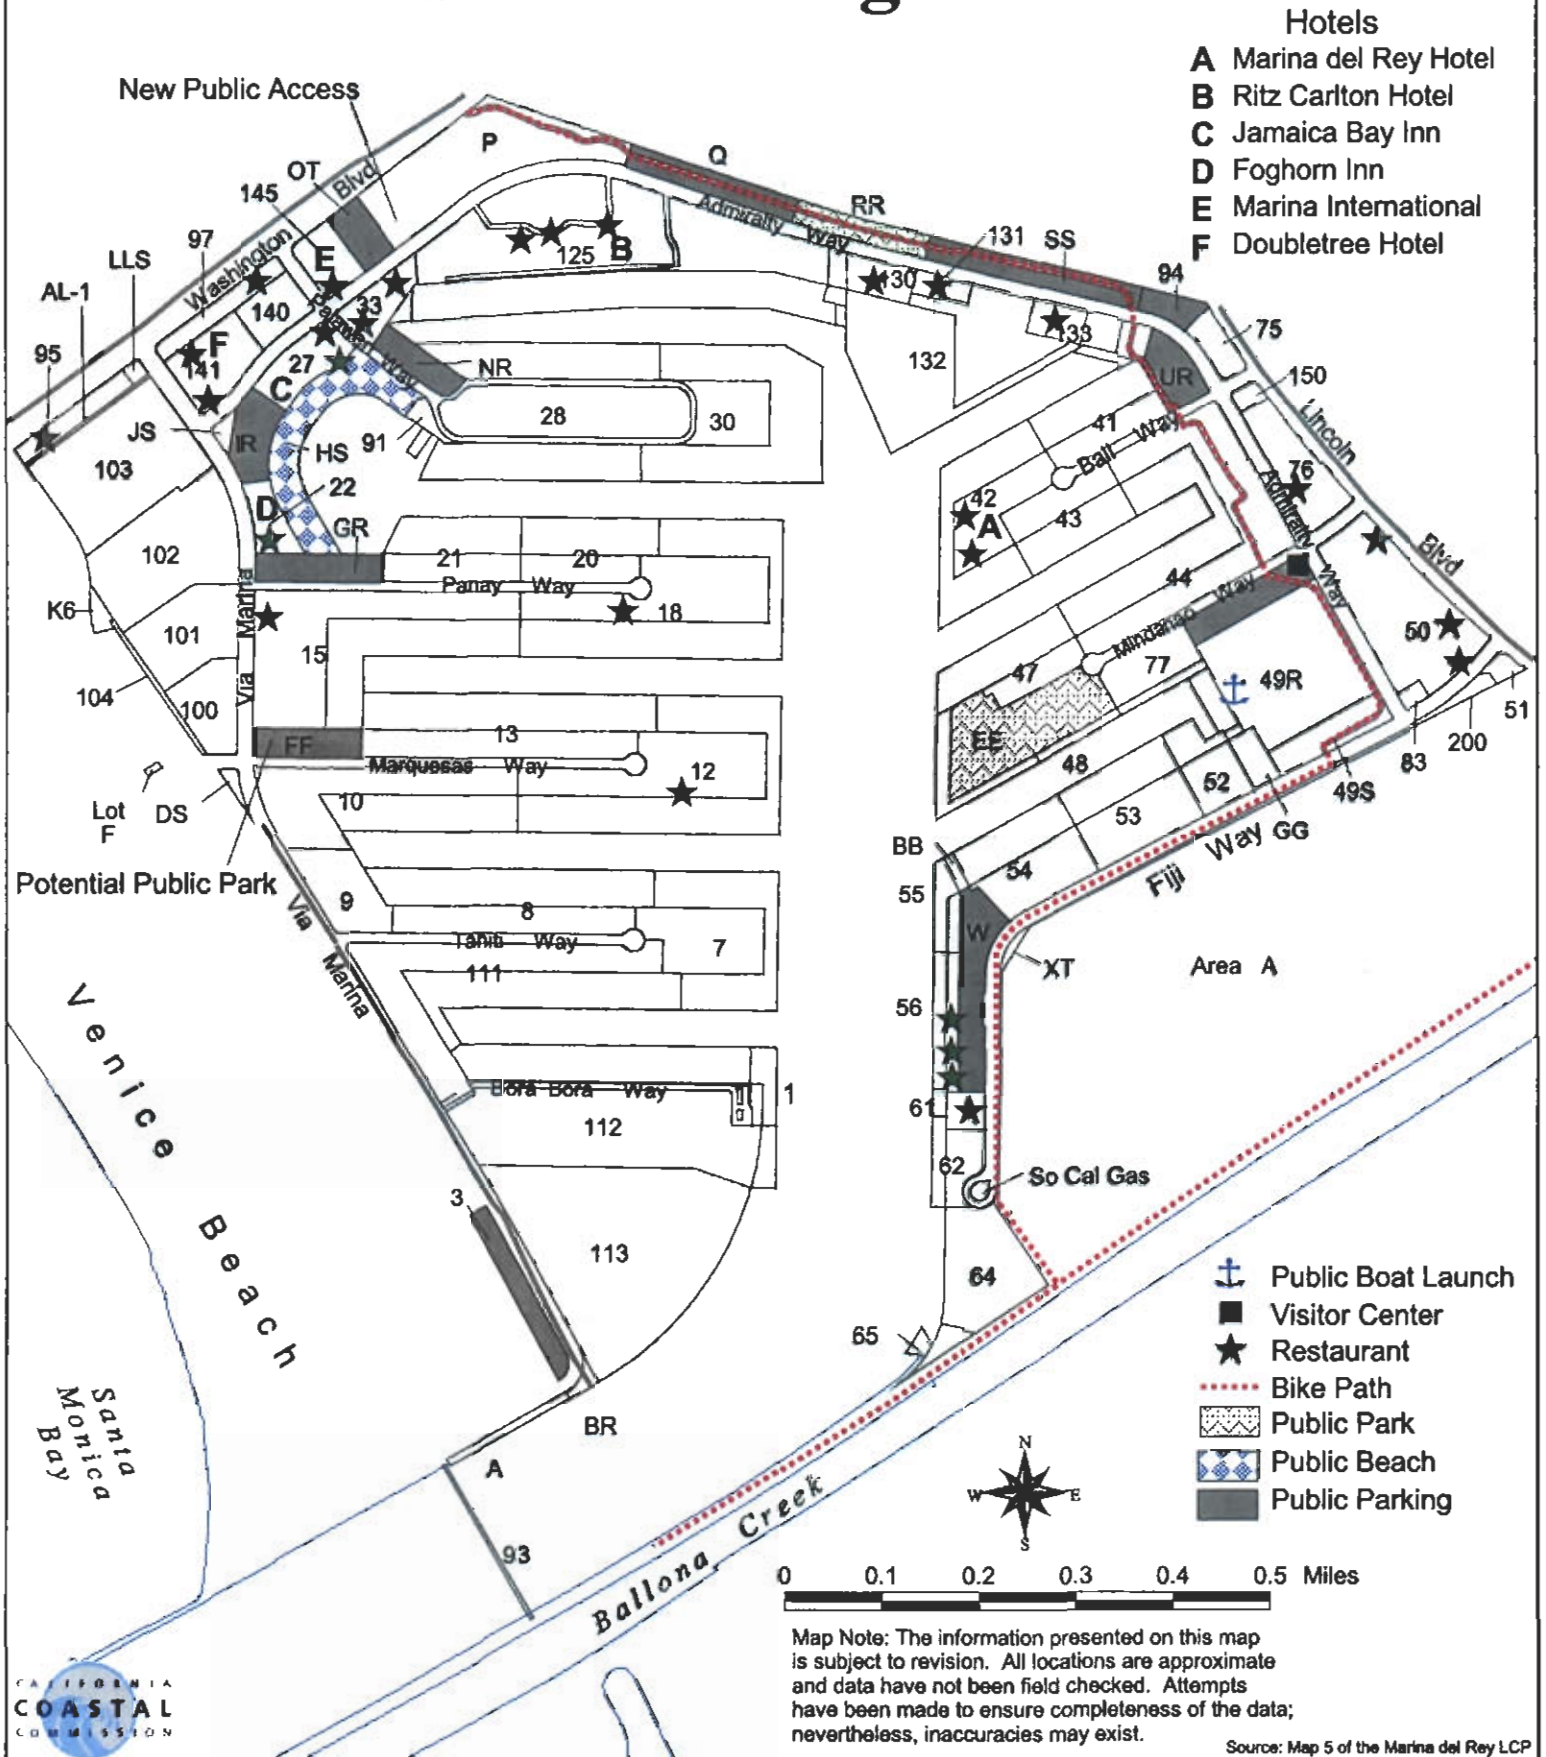 Hotels
A Marina del Rey Hotel
B Ritz Carlton Hotel
C Jamaica Bay Inn
D Foghorn Inn
E Marina International
F Doubletree Hotel
New Public Access
P
Q
OT
Blvd
145
RR
Admiralty Way
97
Washington
LLS
E
125
B
131
SS
130
94
AL-1
140
33
133
75
95
F
141
27
Way
NR
132
UR
150
C
28
30
41
Lincoln
JS
IR
HS
91
Bali Way
103
22
42
76
A
43
Admiralty
D
GR
102
21
20
44
Blvd
Panay Way
Way
K6
Marina
18
Mindanao Way
50
101
15
47
77
49R
104
Via
100
51
FF
13
EE
200
Marquesas Way
12
48
83
10
52
49S
Lot
F
DS
53
GG
BB
Fiji Way
54
Potential Public Park
55
9
8
W
Via
Tahiti Way
7
XT
Area A
111
Marina
56
Venice Beach
Bora Bora Way
1
61
112
62
So Cal Gas
3
113
64
65
BR
A
Santa
Monica
Bay
93
Ballona Creek
Public Boat Launch
Visitor Center
Restaurant
Bike Path
Public Park
Public Beach
Public Parking
N
W E
S
0 0.1 0.2 0.3 0.4 0.5 Miles
Map Note: The information presented on this map
is subject to revision. All locations are approximate
and data have not been field checked. Attempts
have been made to ensure completeness of the data;
nevertheless, inaccuracies may exist.
Source: Map 5 of the Marina del Rey LCP
CALIFORNIA
COASTAL
COMMISSION